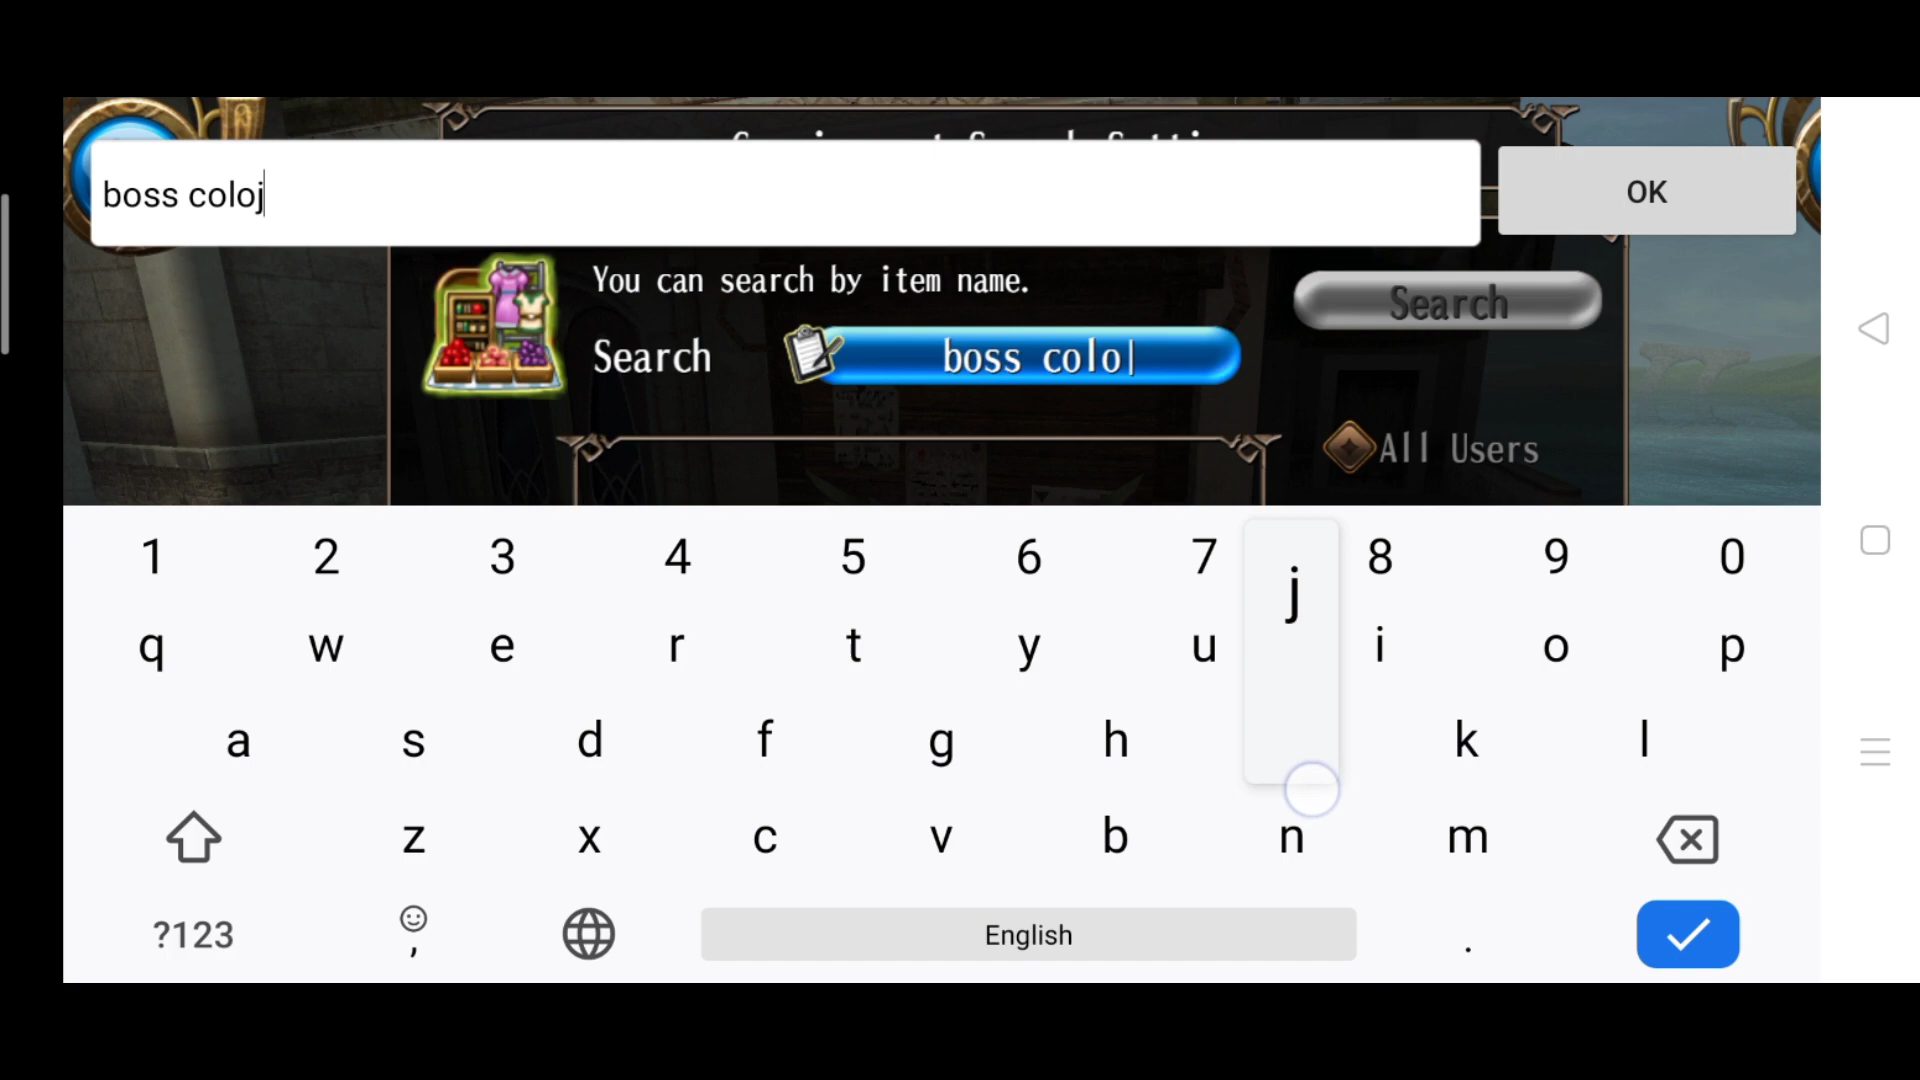 boss coloj
OK
You can search by item name.
Search
Search
boss colo
All Users
1 2 3 4 5 6 7 8 9 0
j
q w e r t y u i o p
a s d f g h k l
z x c v b n m
?123
,
English
.